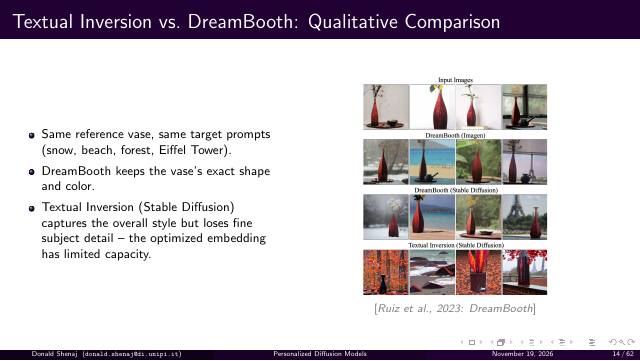 Textual Inversion vs. DreamBooth: Qualitative Comparison
Same reference vase, same target prompts
(snow, beach, forest, Eiffel Tower).
DreamBooth keeps the vase's exact shape
and color.
Textual Inversion (Stable Diffusion)
captures the overall style but loses fine
subject detail – the optimized embedding
has limited capacity.
Input Images
DreamBooth (Imagen)
DreamBooth (Stable Diffusion)
Textual Inversion (Stable Diffusion)
[Ruiz et al., 2023: DreamBooth]
Donald Shenaj (donald.shenaj@di.unipi.it) Personalized Diffusion Models November 19, 2026 14 / 62